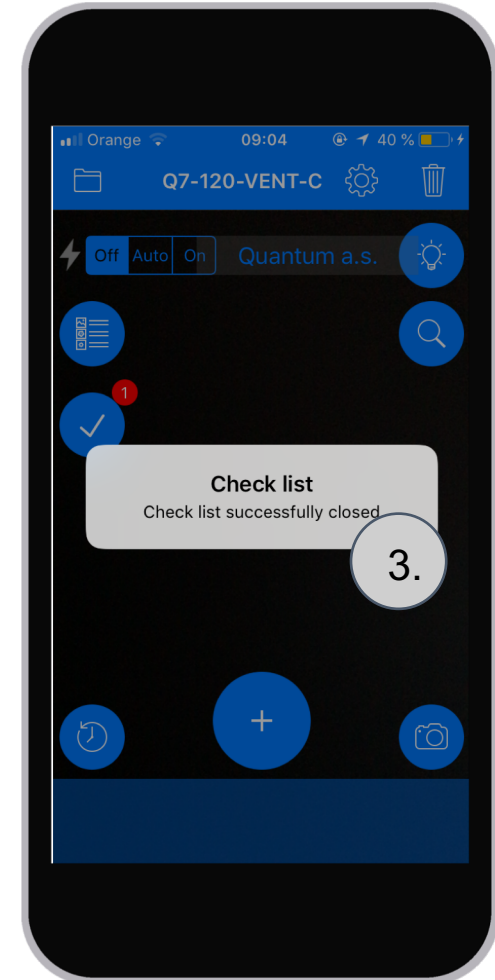 Orange 09:04 40 %
Q7-120-VENT-C
Off Auto On Quantum a.s.
1
Check list
Check list successfully closed
3.